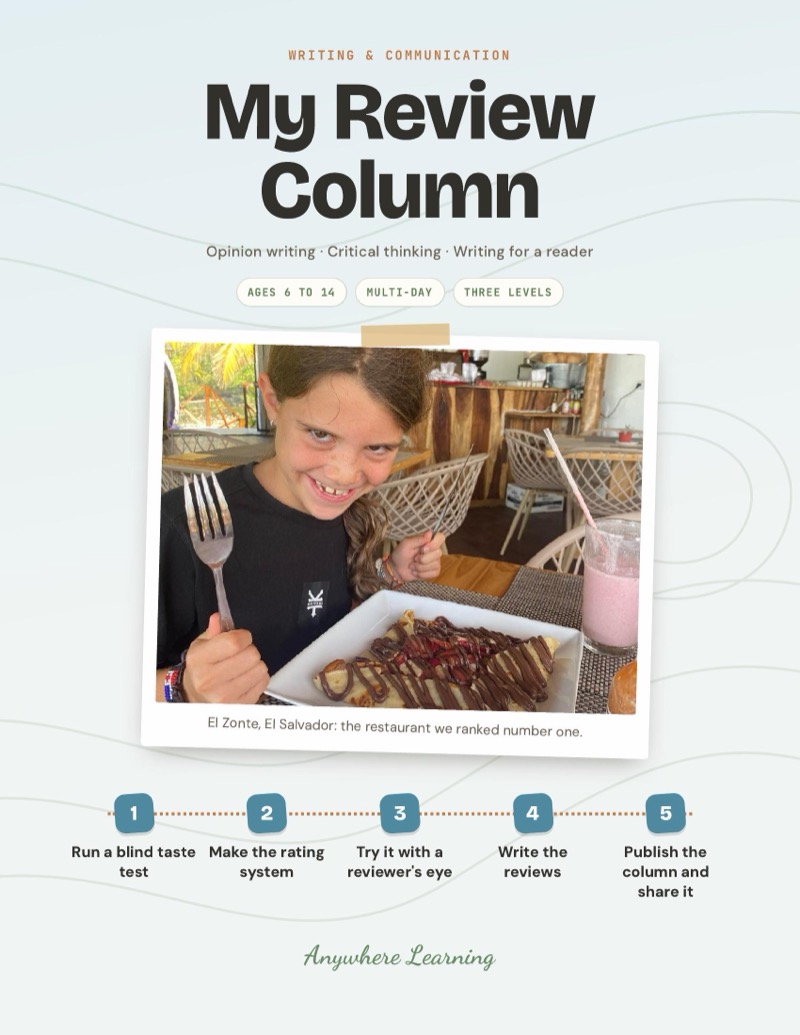 WRITING & COMMUNICATION
My Review
Column
Opinion writing · Critical thinking · Writing for a reader
AGES 6 TO 14
MULTI-DAY
THREE LEVELS
El Zonte, El Salvador: the restaurant we ranked number one.
1
2
3
4
5
Run a blind taste
test
Make the rating
system
Try it with a
reviewer's eye
Write the
reviews
Publish the
column and
share it
Anywhere Learning